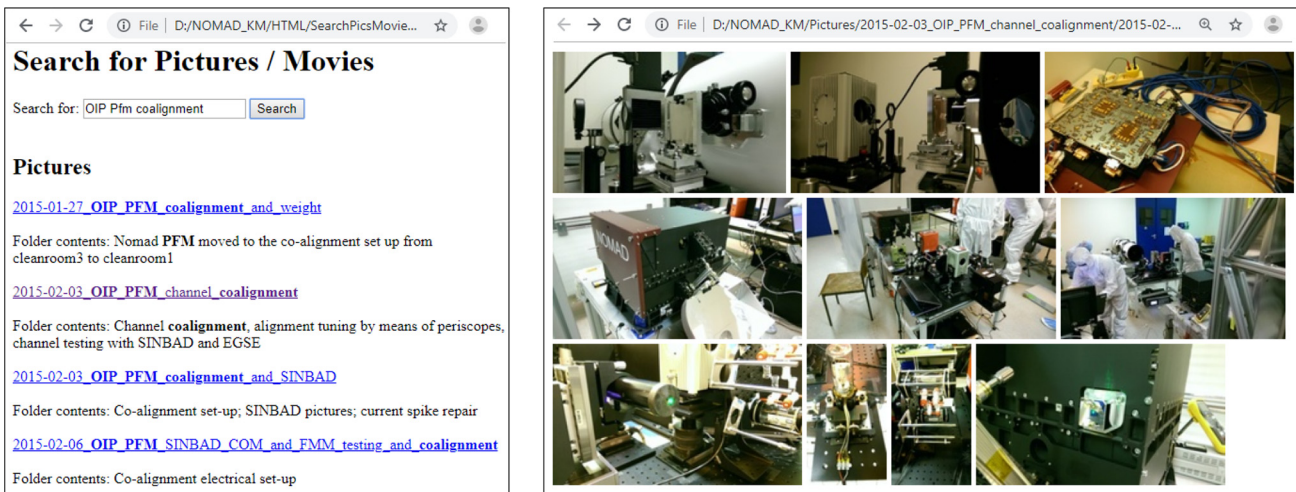 File | D:/NOMAD_KM/HTML/SearchPicsMovie...
Search for Pictures / Movies
Search for: OIP Pfm coalignment Search
Pictures
2015-01-27_OIP_PFM_coalignment_and_weight
Folder contents: Nomad PFM moved to the co-alignment set up from
cleanroom3 to cleanroom1
2015-02-03_OIP_PFM_channel_coalignment
Folder contents: Channel coalignment, alignment tuning by means of periscopes,
channel testing with SINBAD and EGSE
2015-02-03_OIP_PFM_coalignment_and_SINBAD
Folder contents: Co-alignment set-up; SINBAD pictures; current spike repair
2015-02-06_OIP_PFM_SINBAD_COM_and_FMM_testing_and_coalignment
Folder contents: Co-alignment electrical set-up
File | D:/NOMAD_KM/Pictures/2015-02-03_OIP_PFM_channel_coalignment/2015-02-...
NOMAD